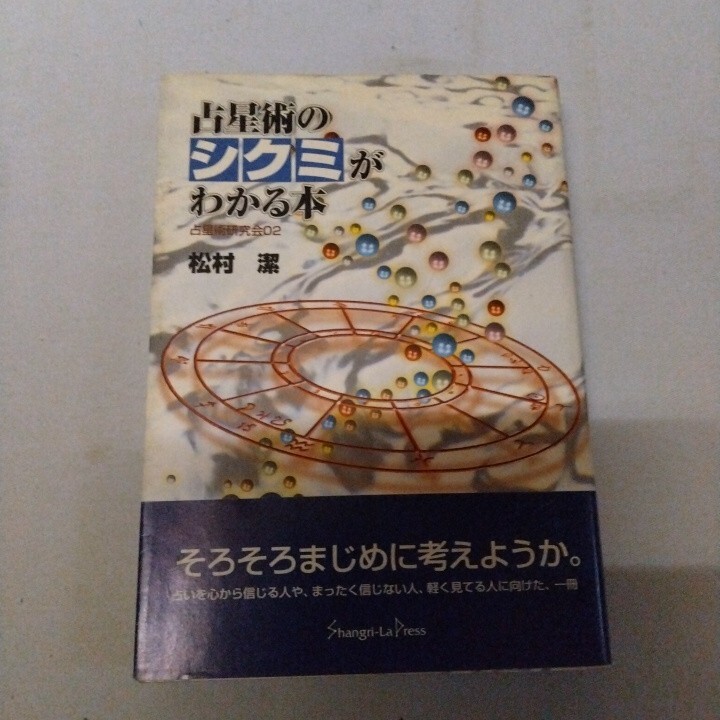 占星術の
シクミが
わかる本
占星術研究会02
松村 潔
そろそろまじめに考えようか。
占いを心から信じる人や、まったく信じない人、軽く見てる人に向けた、一冊
Shangri-La Press